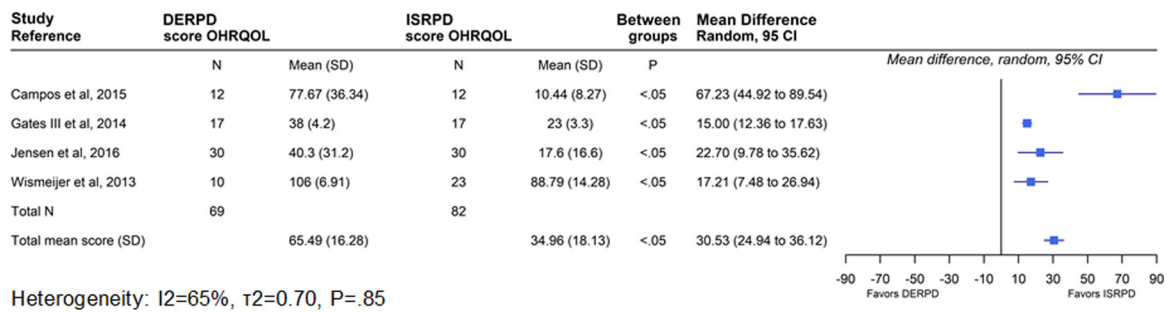 Study DERPD ISRPD Between Mean Difference
Reference score OHRQOL score OHRQOL groups Random, 95 CI
N Mean (SD) N Mean (SD) P Mean difference, random, 95% CI
Campos et al, 2015 12 77.67 (36.34) 12 10.44 (8.27) <.05 67.23 (44.92 to 89.54)
Gates III et al, 2014 17 38 (4.2) 17 23 (3.3) <.05 15.00 (12.36 to 17.63)
Jensen et al, 2016 30 40.3 (31.2) 30 17.6 (16.6) <.05 22.70 (9.78 to 35.62)
Wismeijer et al, 2013 10 106 (6.91) 23 88.79 (14.28) <.05 17.21 (7.48 to 26.94)
Total N 69 82
Total mean score (SD) 65.49 (16.28) 34.96 (18.13) <.05 30.53 (24.94 to 36.12)
-90 -70 -50 -30 -10 10 30 50 70 90
Favors DERPD Favors ISRPD
Heterogeneity: I2=65%, τ2=0.70, P=.85